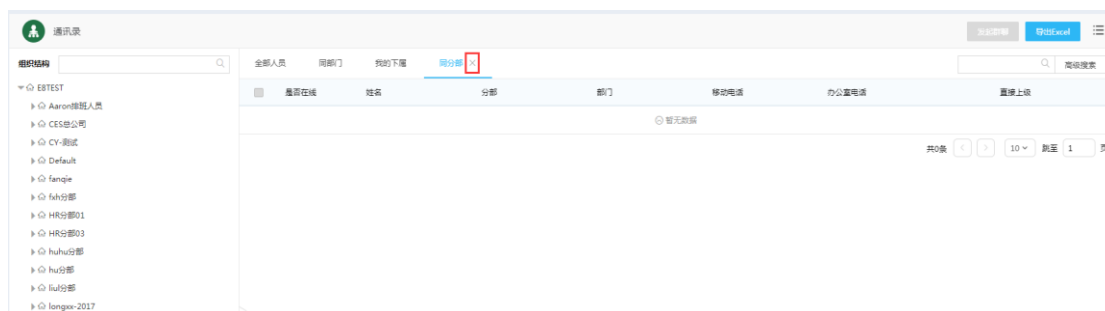 通讯录
发起群聊 导出Excel
组织结构
全部人员 同部门 我的下属 同分部 ×
高级搜索
E8TEST
是否在线 姓名 分部 部门 移动电话 办公室电话 直接上级
Aaron排班人员
CES总公司
暂无数据
CY-测试
共0条 < > 10 跳至 1 页
Default
fanqie
fxh分部
HR分部01
HR分部03
huhu分部
hu分部
liul分部
longxx-2017